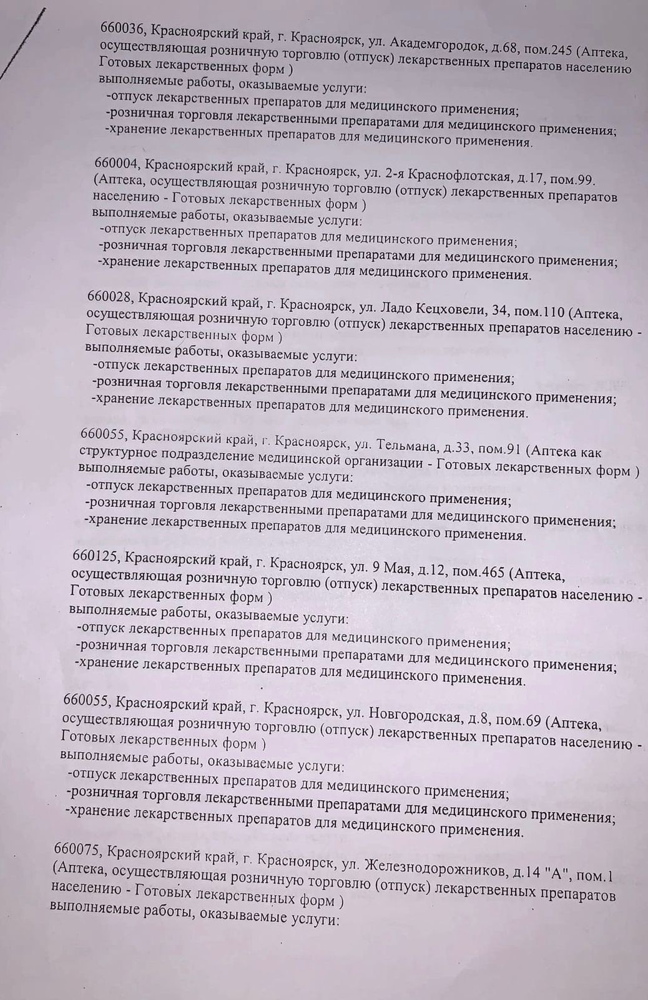 660036, Красноярский край, г. Красноярск, ул. Академгородок, д.68, пом.245 (Аптека,
осуществляющая розничную торговлю (отпуск) лекарственных препаратов населению
Готовых лекарственных форм )
выполняемые работы, оказываемые услуги:
-отпуск лекарственных препаратов для медицинского применения;
-розничная торговля лекарственными препаратами для медицинского применения;
-хранение лекарственных препаратов для медицинского применения.
660004, Красноярский край, г. Красноярск, ул. 2-я Краснофлотская, д.17, пом.99.
(Аптека, осуществляющая розничную торговлю (отпуск) лекарственных препаратов
населению - Готовых лекарственных форм )
выполняемые работы, оказываемые услуги:
-отпуск лекарственных препаратов для медицинского применения;
-розничная торговля лекарственными препаратами для медицинского применения;
-хранение лекарственных препаратов для медицинского применения.
660028, Красноярский край, г. Красноярск, ул. Ладо Кецховели, 34, пом.110 (Аптека,
осуществляющая розничную торговлю (отпуск) лекарственных препаратов населению -
Готовых лекарственных форм )
выполняемые работы, оказываемые услуги:
-отпуск лекарственных препаратов для медицинского применения;
-розничная торговля лекарственными препаратами для медицинского применения;
-хранение лекарственных препаратов для медицинского применения.
660055, Красноярский край, г. Красноярск, ул. Тельмана, д.33, пом.91 (Аптека как
структурное подразделение медицинской организации - Готовых лекарственных форм )
выполняемые работы, оказываемые услуги:
-отпуск лекарственных препаратов для медицинского применения;
-розничная торговля лекарственными препаратами для медицинского применения;
-хранение лекарственных препаратов для медицинского применения.
660125, Красноярский край, г. Красноярск, ул. 9 Мая, д.12, пом.465 (Аптека,
осуществляющая розничную торговлю (отпуск) лекарственных препаратов населению -
Готовых лекарственных форм )
выполняемые работы, оказываемые услуги:
-отпуск лекарственных препаратов для медицинского применения;
-розничная торговля лекарственными препаратами для медицинского применения;
-хранение лекарственных препаратов для медицинского применения.
660055, Красноярский край, г. Красноярск, ул. Новгородская, д.8, пом.69 (Аптека,
осуществляющая розничную торговлю (отпуск) лекарственных препаратов населению -
Готовых лекарственных форм )
выполняемые работы, оказываемые услуги:
-отпуск лекарственных препаратов для медицинского применения;
-розничная торговля лекарственными препаратами для медицинского применения;
-хранение лекарственных препаратов для медицинского применения.
660075, Красноярский край, г. Красноярск, ул. Железнодорожников, д.14 "А", пом.1
(Аптека, осуществляющая розничную торговлю (отпуск) лекарственных препаратов
населению - Готовых лекарственных форм )
выполняемые работы, оказываемые услуги: